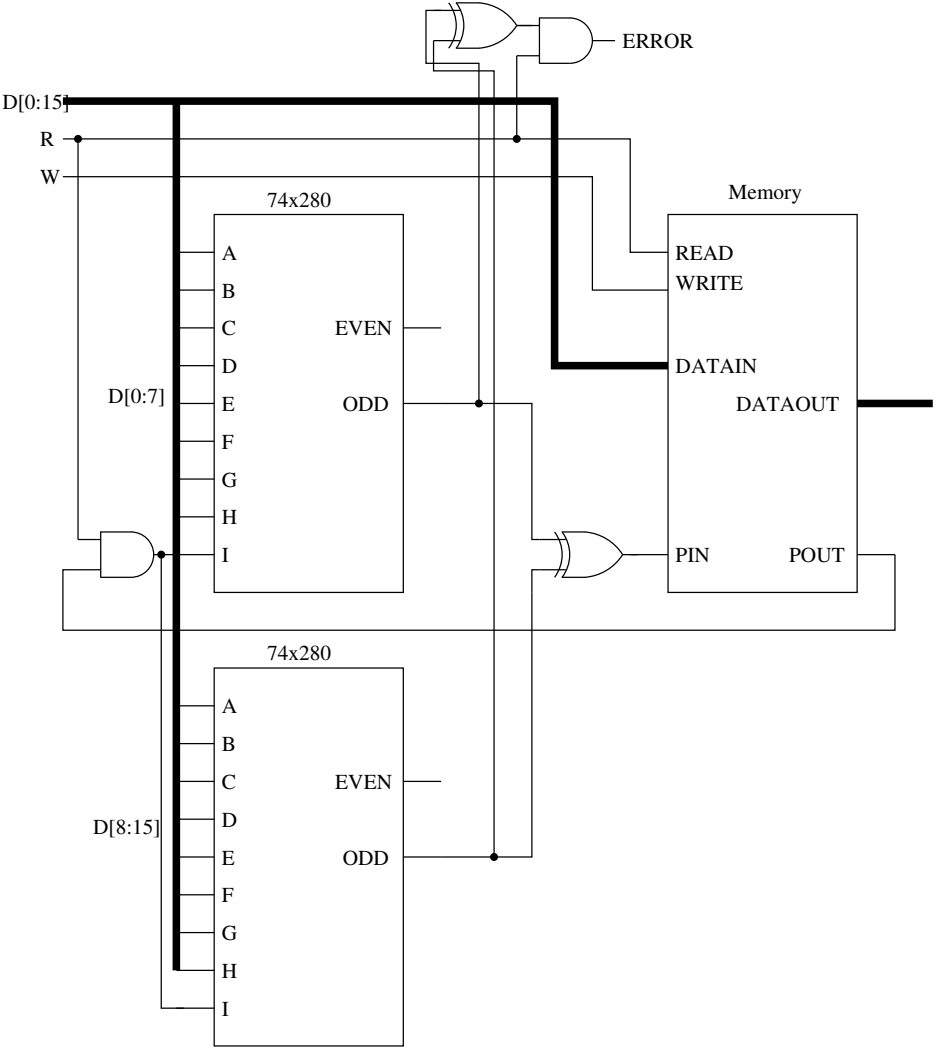 ERROR
D[0:15]
R
W
74x280
Memory
A
READ
B
WRITE
C
EVEN
D
DATAIN
D[0:7]
E
ODD
DATAOUT
F
G
H
I
PIN
POUT
74x280
A
B
C
EVEN
D
D[8:15]
E
ODD
F
G
H
I